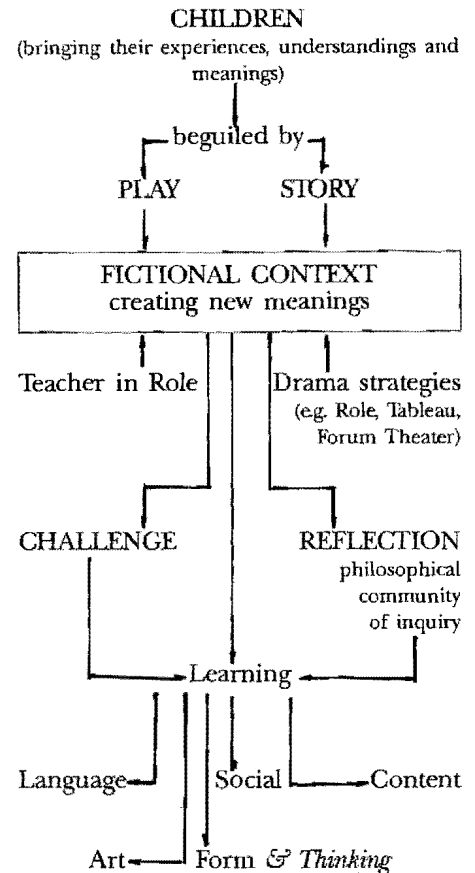 CHILDREN
(bringing their experiences, understandings and
meanings)
beguiled by
PLAY STORY
FICTIONAL CONTEXT
creating new meanings
Teacher in Role Drama strategies
(e.g. Role, Tableau,
Forum Theater)
CHALLENGE REFLECTION
philosophical
community
of inquiry
Learning
Language Social Content
Art Form & Thinking